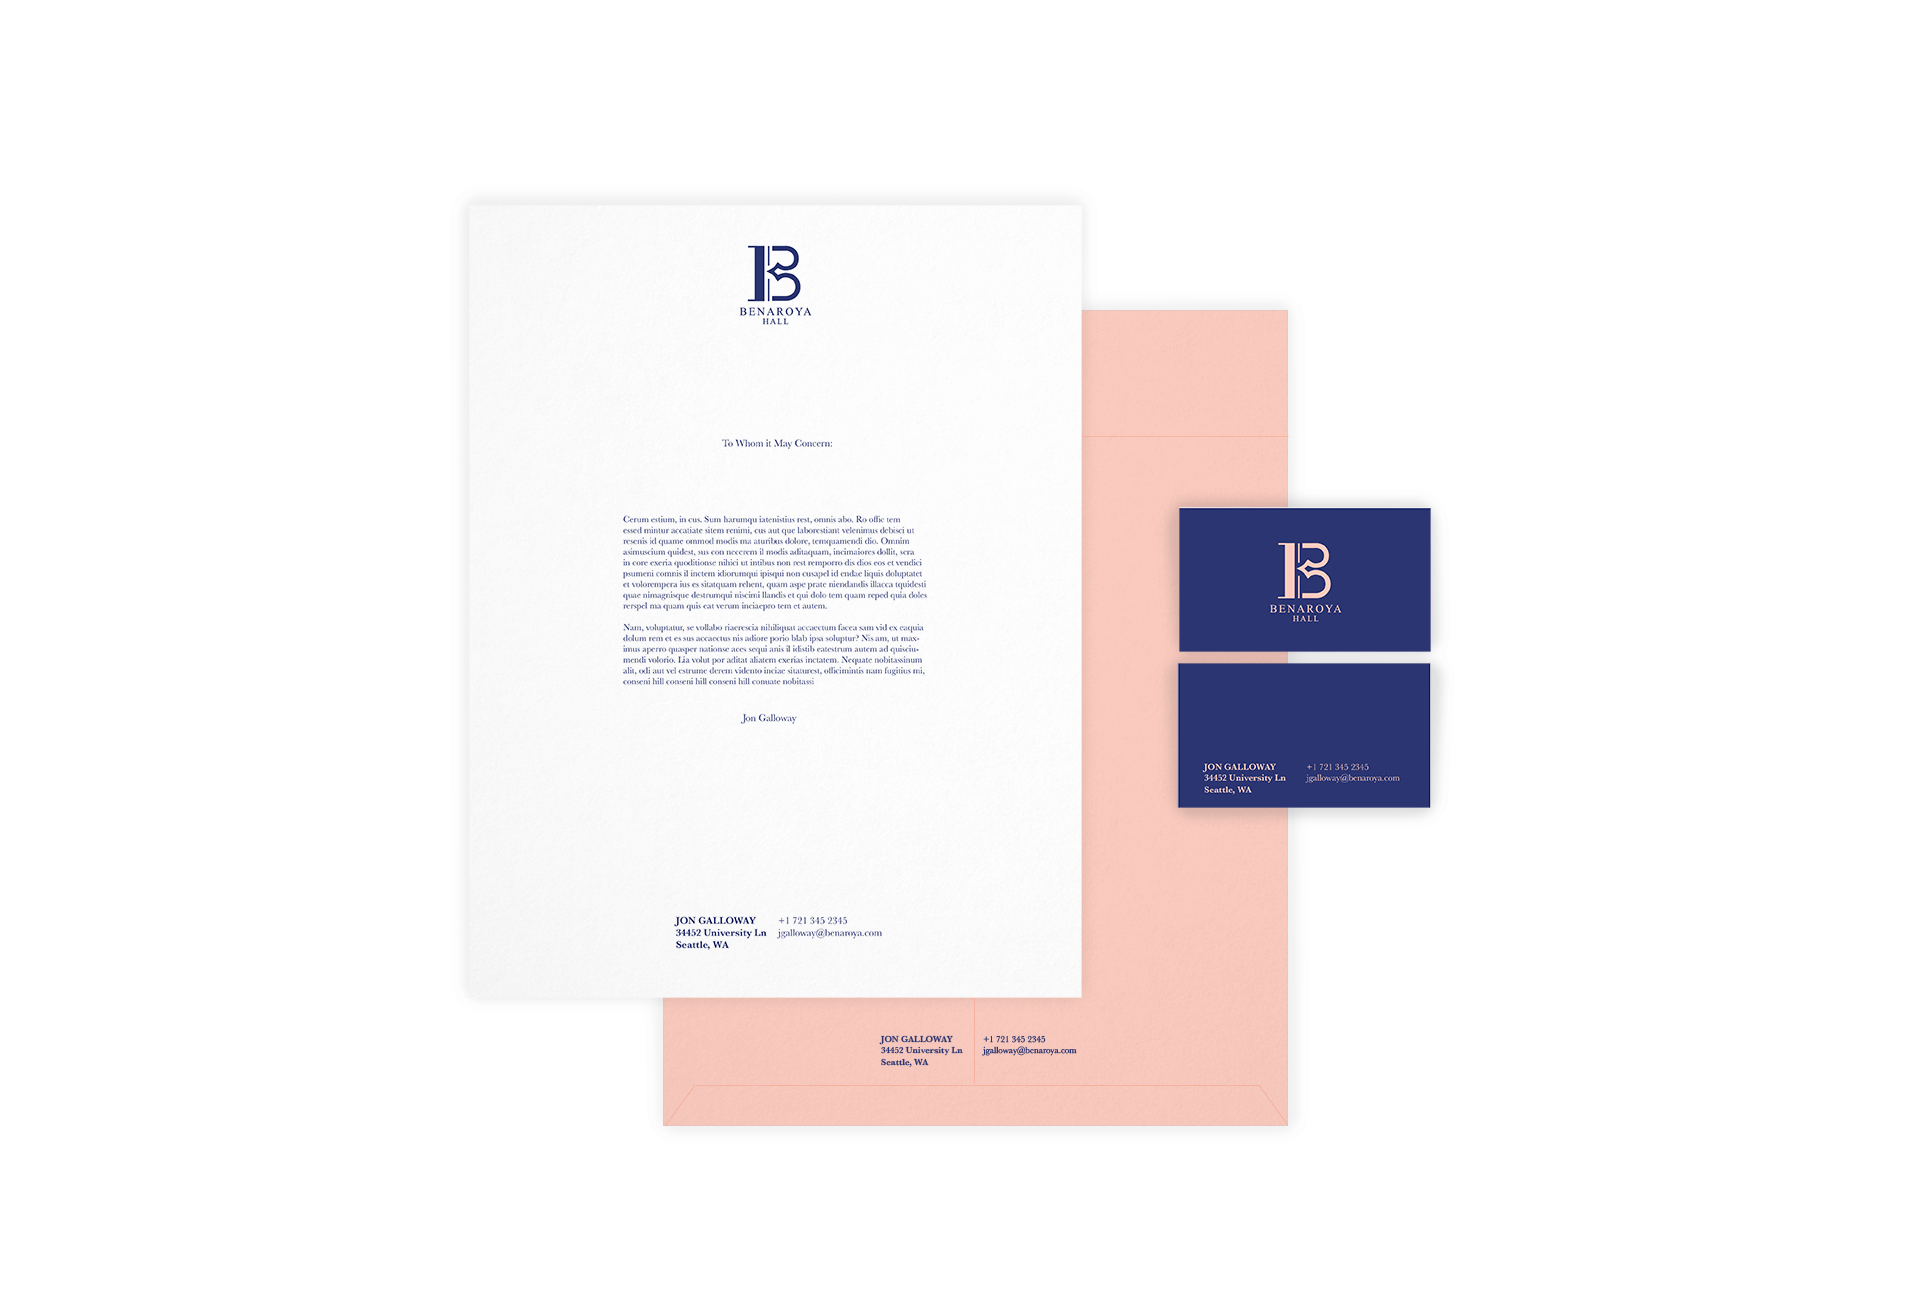 BENAROYA
HALL
To Whom it May Concern:
Cerum estium, in cus. Sum harumqu iatenistius rest, omnis abo. Ro offic tem
essed mintur accatiate sitem renimi, cus aut que laborestiant velenimus debisci ut
resenis id quame ommod modis ma aturibus dolore, temquamendi dio. Omnim
asimuscium quidest, sus con necerem il modis aditaquam, incimaiores dollit, sera
in core exeria quoditionse nihici ut intibus non rest remporro dis dios eos et vendici
psumeni comnis il inctem idiorumqui ipisqui non cusapel id endae liquis doluptatet
et volorempera ius es sitatquam rehent, quam aspe prate niendandis illacca tquidesti
quae nimagnisque destrumqui niscimi llandis et qui dolo tem quam reped quia doles
rerspel ma quam quis eat verum inciaepro tem et autem.
Nam, voluptatur, se vollabo riaerescia nihiliquat accaectum facea sam vid ex eaquia
dolum rem et es sus accaectus nis adiore porio blab ipsa soluptur? Nis am, ut max-
imus aperro quasper nationse aces sequi anis il idistib eatestrum autem ad quisciu-
mendi volorio. Lia volut por aditat aliatem exerias inctatem. Nequate nobitassinum
alit, odi aut vel estrume derem vidento inciae sitaturest, officimintis nam fugitius mi,
conseni hill conseni hill conseni hill conuate nobitassi
Jon Galloway
JON GALLOWAY +1 721 345 2345
34452 University Ln jgalloway@benaroya.com
Seattle, WA
JON GALLOWAY +1 721 345 2345
34452 University Ln jgalloway@benaroya.com
Seattle, WA
BENAROYA
HALL
JON GALLOWAY +1 721 345 2345
34452 University Ln jgalloway@benaroya.com
Seattle, WA